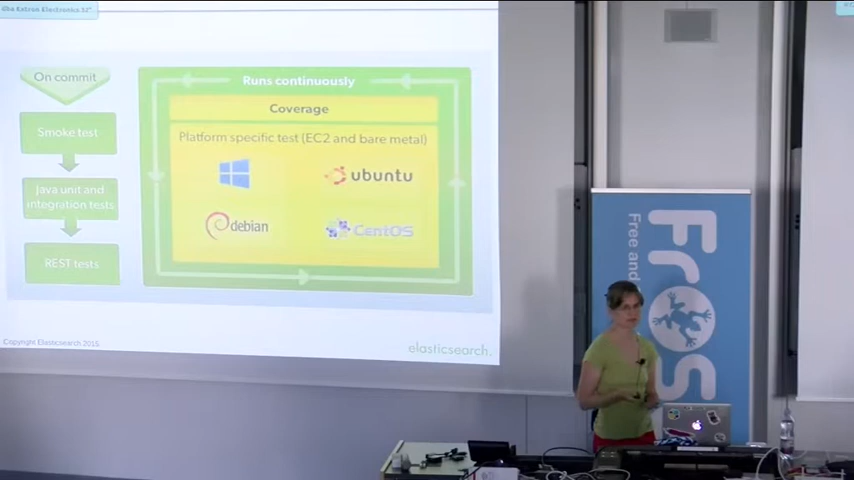 On commit
Smoke test
Java unit and
integration tests
REST tests
Runs continuously
Coverage
Platform specific test (EC2 and bare metal)
ubuntu
debian
CentOS
Copyright Elasticsearch 2015
elasticsearch.
Free and
FrOS